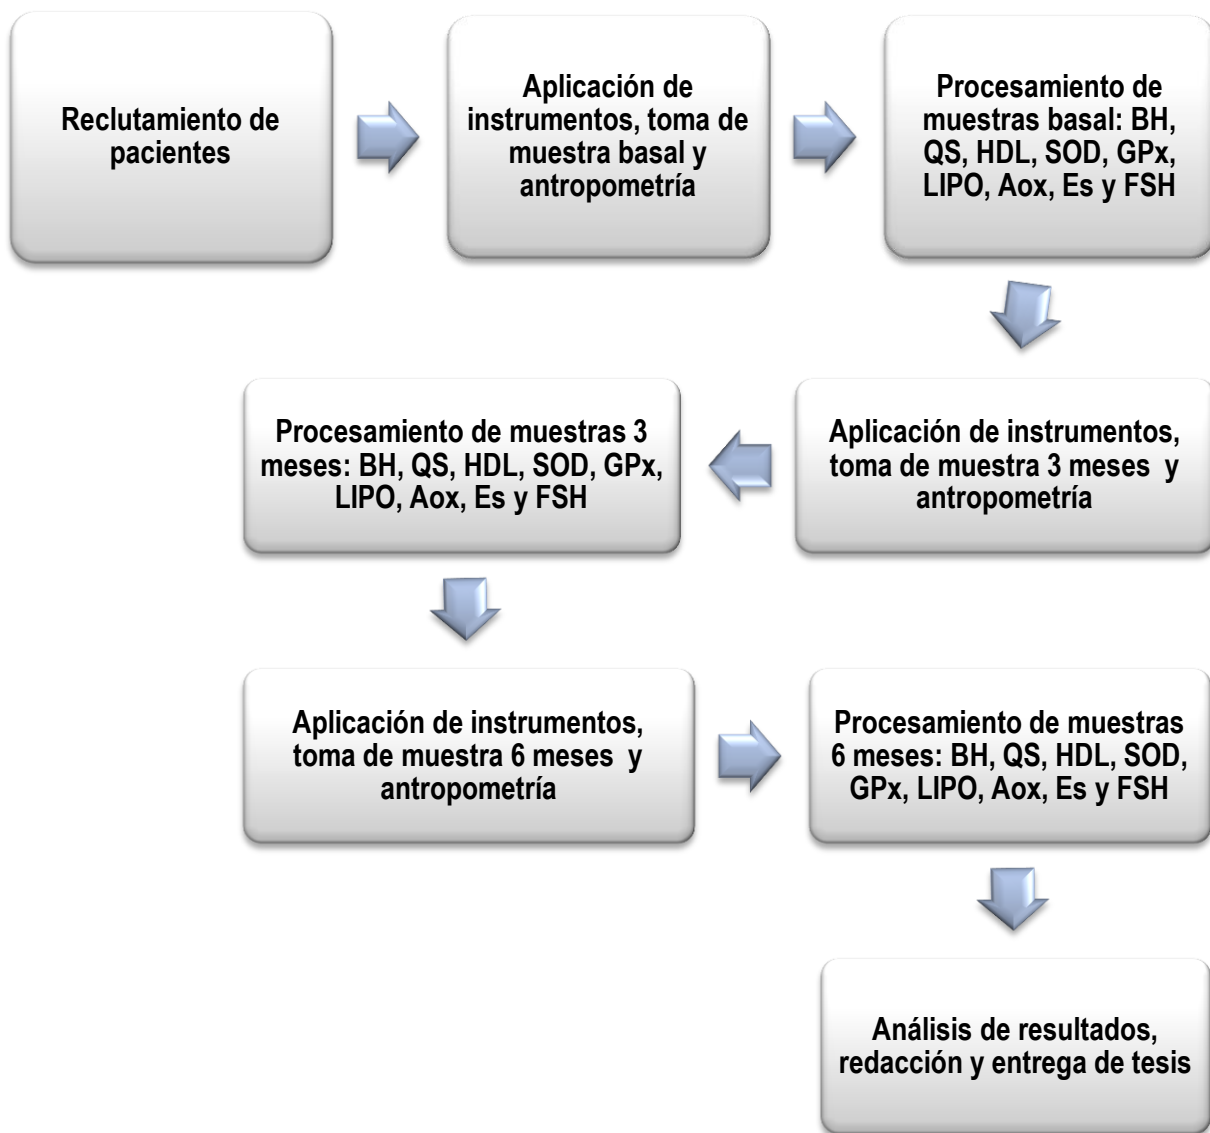 Reclutamiento de
pacientes
Aplicación de
instrumentos, toma de
muestra basal y
antropometría
Procesamiento de
muestras basal: BH,
QS, HDL, SOD, GPx,
LIPO, Aox, Es y FSH
Aplicación de instrumentos,
toma de muestra 3 meses y
antropometría
Procesamiento de muestras 3
meses: BH, QS, HDL, SOD, GPx,
LIPO, Aox, Es y FSH
Aplicación de instrumentos,
toma de muestra 6 meses y
antropometría
Procesamiento de muestras
6 meses: BH, QS, HDL, SOD,
GPx, LIPO, Aox, Es y FSH
Análisis de resultados,
redacción y entrega de tesis